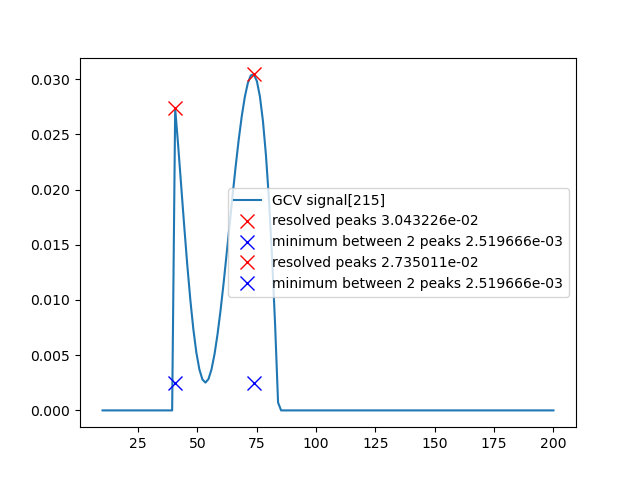 0.030
0.025
0.020
0.015
0.010
0.005
0.000
GCV signal[215]
resolved peaks 3.043226e-02
minimum between 2 peaks 2.519666e-03
resolved peaks 2.735011e-02
minimum between 2 peaks 2.519666e-03
25 50 75 100 125 150 175 200